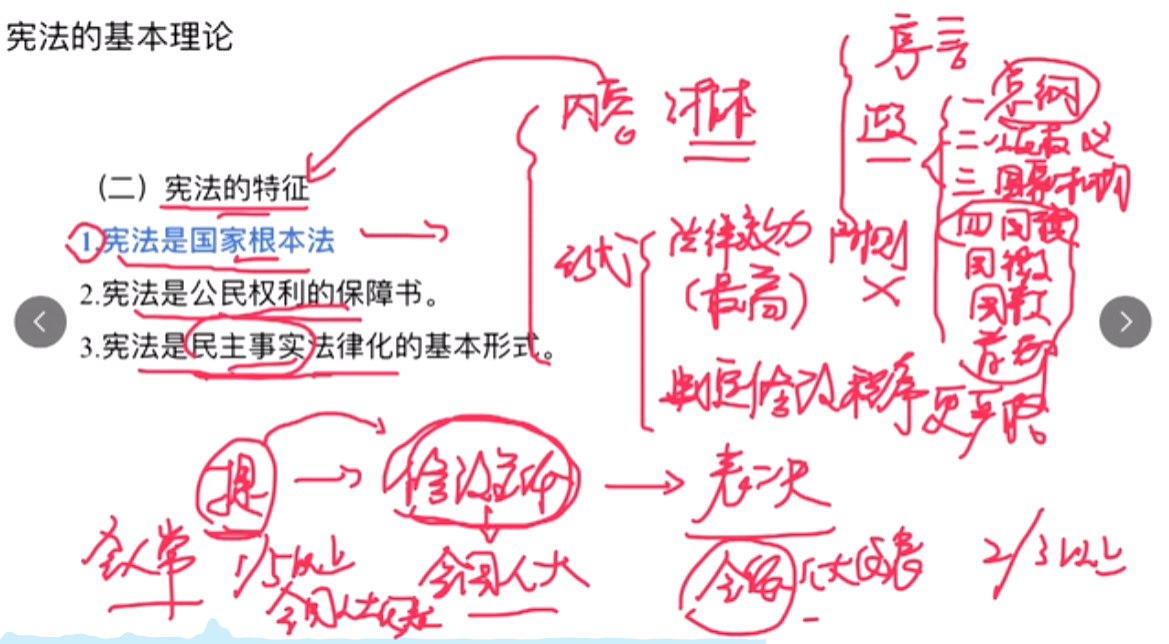 宪法的基本理论
序言
内容 讲根本 正文 一 总纲
二 公民权义
三 国家机构
(二)宪法的特征
1.宪法是国家根本法
形式 法律效力 附则 四 国旗
国徽
2.宪法是公民权利的保障书。
(最高) × 国歌
3.宪法是民主事实法律化的基本形式。
首都
制定修改程序更严格
提 → 修改主体 → 表决
全人常 1/5以上 全国人大 全体人大代表 2/3以上
全国人大代表